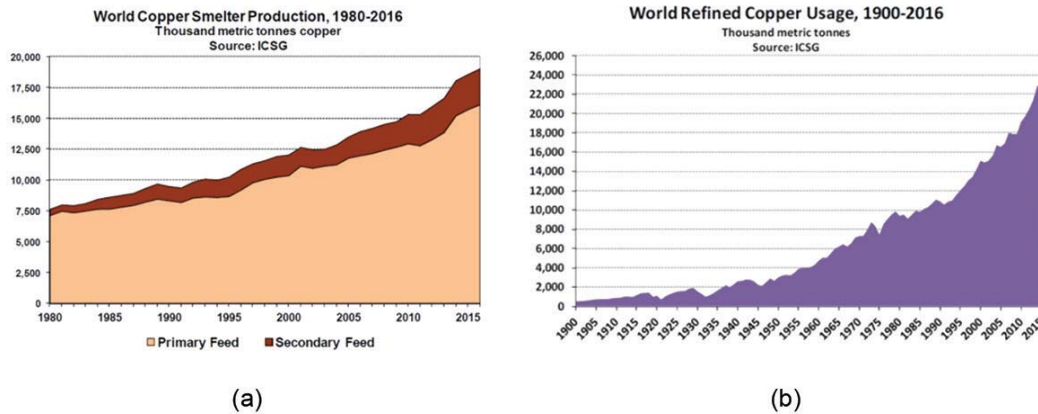 World Copper Smelter Production, 1980-2016
Thousand metric tonnes copper
Source: ICSG
20,000
17,500
15,000
12,500
10,000
7,500
5,000
2,500
0
1980 1985 1990 1995 2000 2005 2010 2015
Primary Feed Secondary Feed
(a)
World Refined Copper Usage, 1900-2016
Thousand metric tonnes
Source: ICSG
26,000
24,000
22,000
20,000
18,000
16,000
14,000
12,000
10,000
8,000
6,000
4,000
2,000
0
1900 1905 1910 1915 1920 1925 1930 1935 1940 1945 1950 1955 1960 1965 1970 1975 1980 1985 1990 1995 2000 2005 2010 2015
(b)